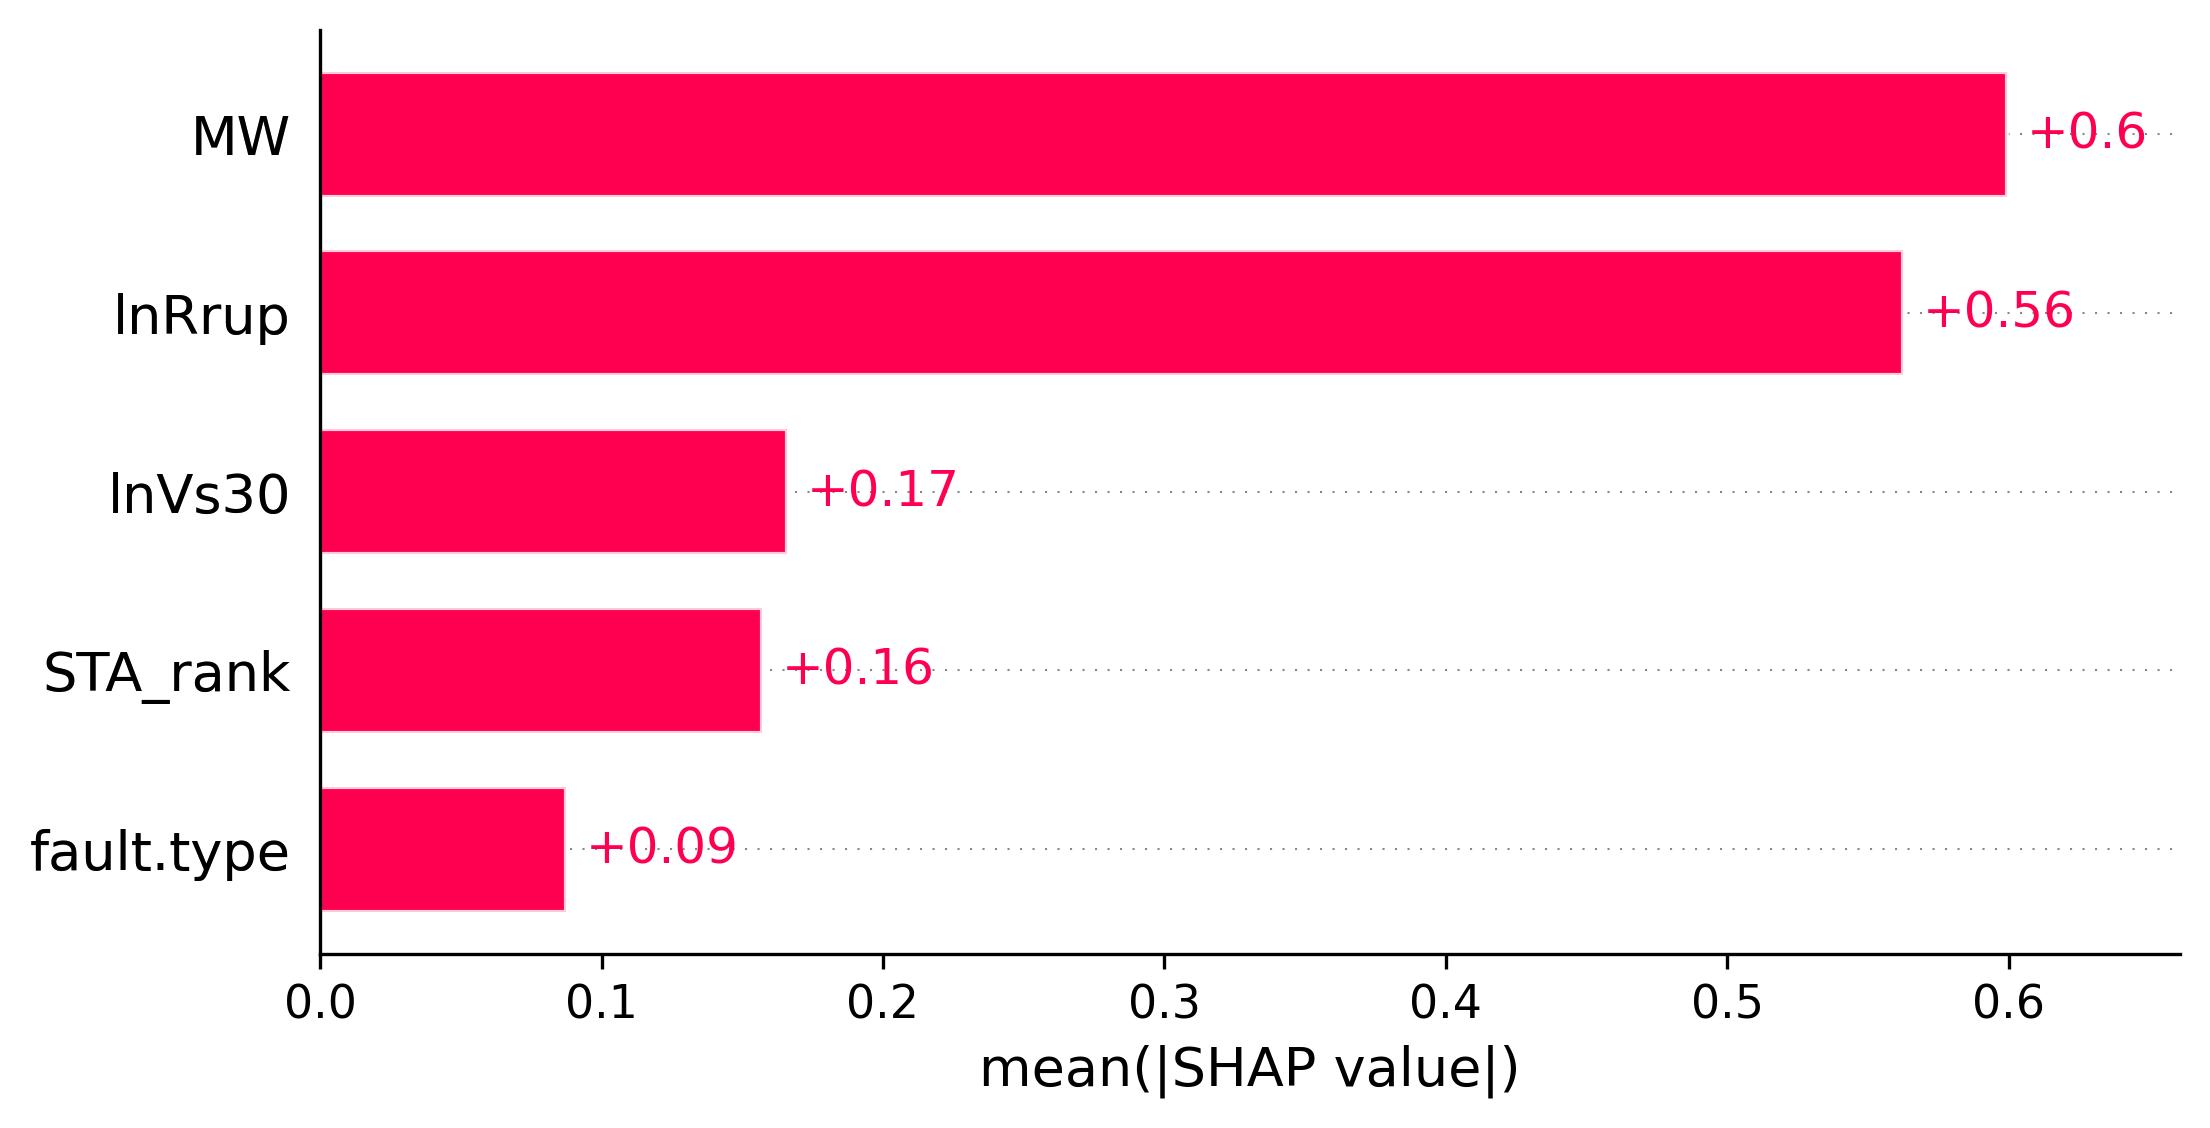 MW +0.6
lnRrup +0.56
lnVs30 +0.17
STA_rank +0.16
fault.type +0.09
0.0 0.1 0.2 0.3 0.4 0.5 0.6
mean(|SHAP value|)